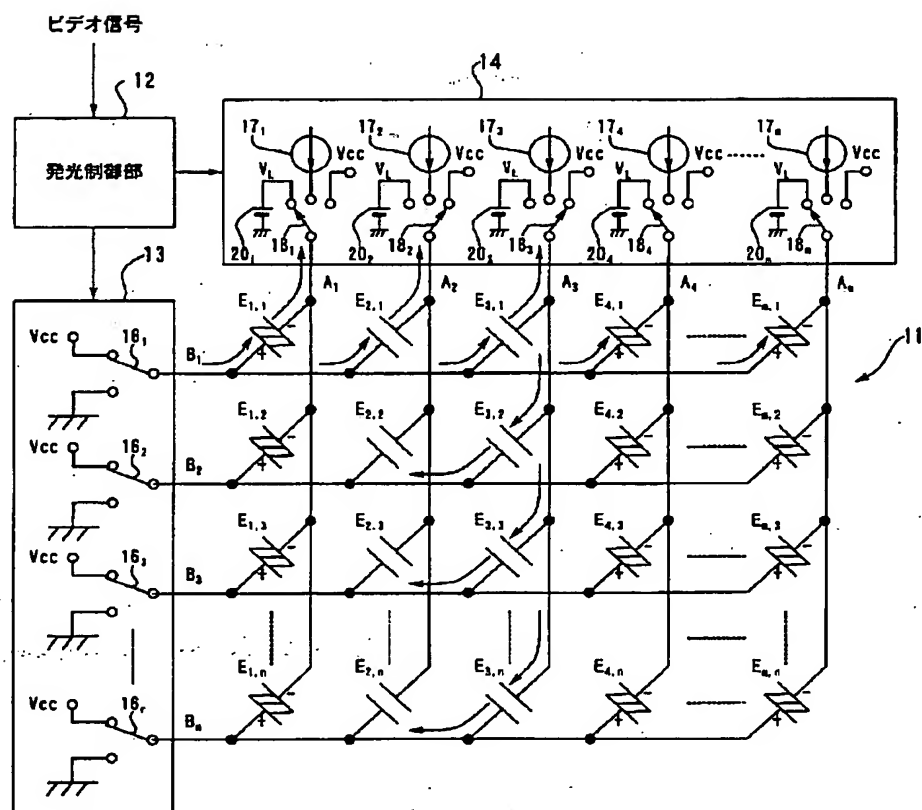 ビデオ信号
12
14
発光制御部
17₁ 17₂ 17₃ 17₄ 17ₙ
Vcc Vcc Vcc Vcc Vcc
V_L V_L V_L V_L V_L
20₁ 18₁ 20₂ 18₂ 20₃ 18₃ 20₄ 18₄ 20ₘ 18ₘ
13
A₁ A₂ A₃ A₄ Aₘ
E₁,₁ E₂,₁ E₃,₁ E₄,₁ Eₘ,₁
Vcc 16₁ B₁ + - + - + -
11
E₁,₂ E₂,₂ E₃,₂ E₄,₂ Eₘ,₂
Vcc 16₂ B₂ + - + - + -
E₁,₃ E₂,₃ E₃,₃ E₄,₃ Eₘ,₃
Vcc 16₃ B₃ + - + - + -
E₁,ₙ E₂,ₙ E₃,ₙ E₄,ₙ Eₘ,ₙ
Vcc 16ᵣ Bₙ + - + - + -